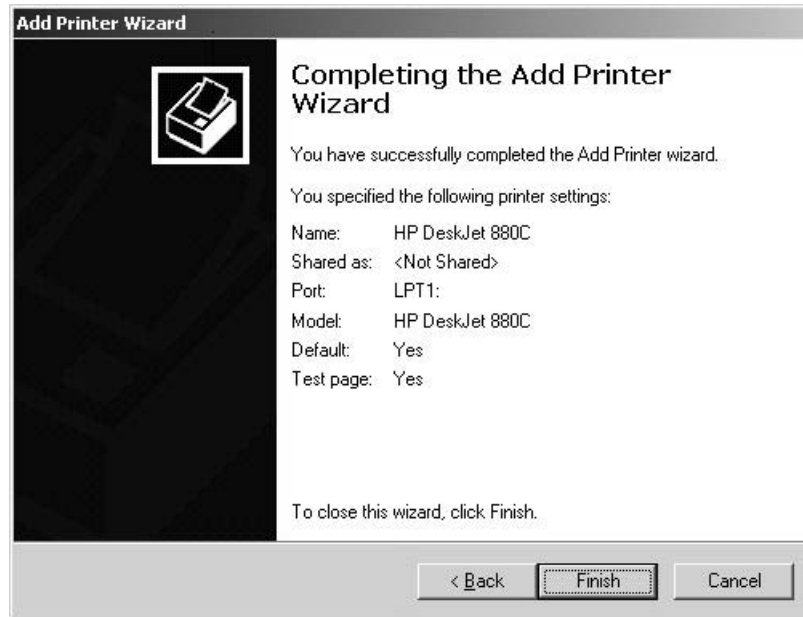 Add Printer Wizard
Completing the Add Printer
Wizard
You have successfully completed the Add Printer wizard.
You specified the following printer settings:
Name: HP DeskJet 880C
Shared as: <Not Shared>
Port: LPT1:
Model: HP DeskJet 880C
Default: Yes
Test page: Yes
To close this wizard, click Finish.
< Back Finish Cancel